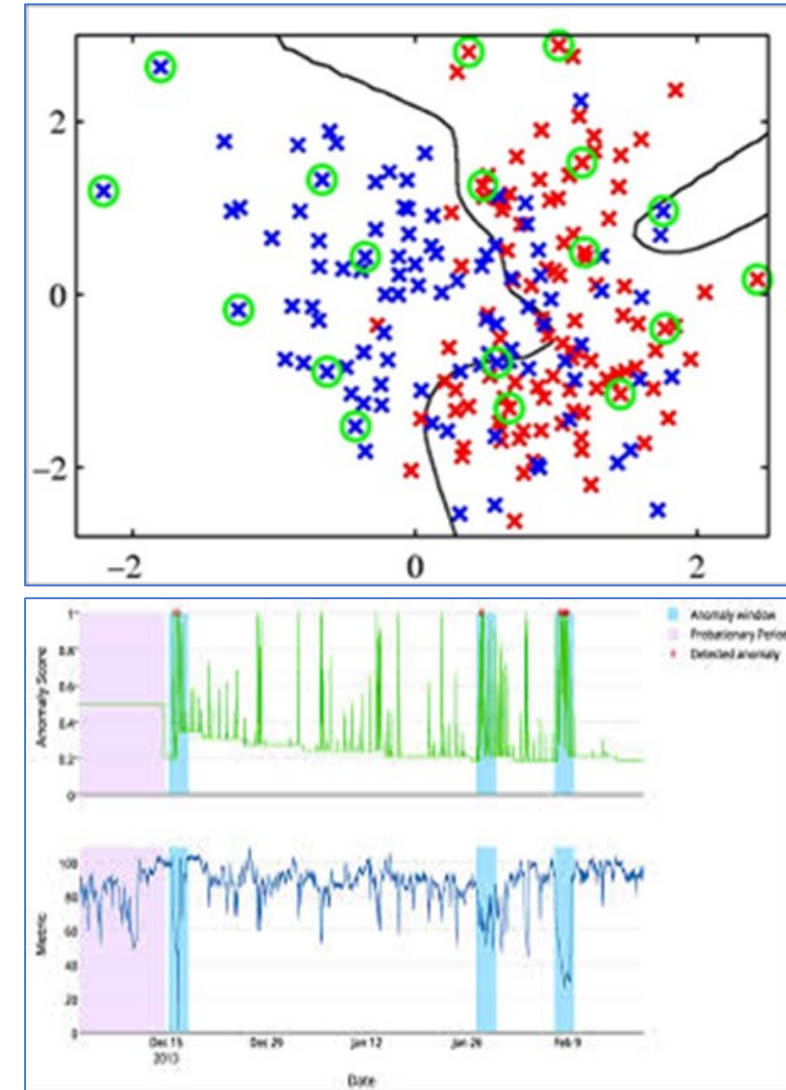 2
0
−2
−2
0
2
1
0.8
0.6
0.4
0.2
0
Anomaly Score
Anomaly window
Probationary Period
Detected anomaly
100
80
60
40
20
0
Metric
Dec 15
2013
Dec 29
Jan 12
Jan 26
Feb 9
Date